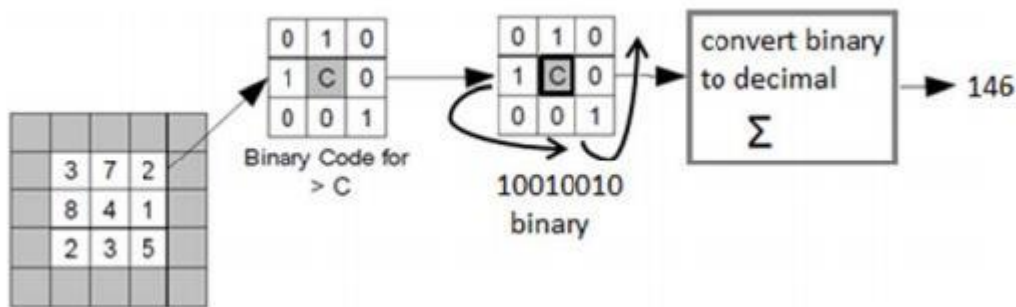 0 1 0
1 C 0
0 0 1
Binary Code for
> C
0 1 0
1 C 0
0 0 1
10010010
binary
convert binary
to decimal
Σ
146
3 7 2
8 4 1
2 3 5